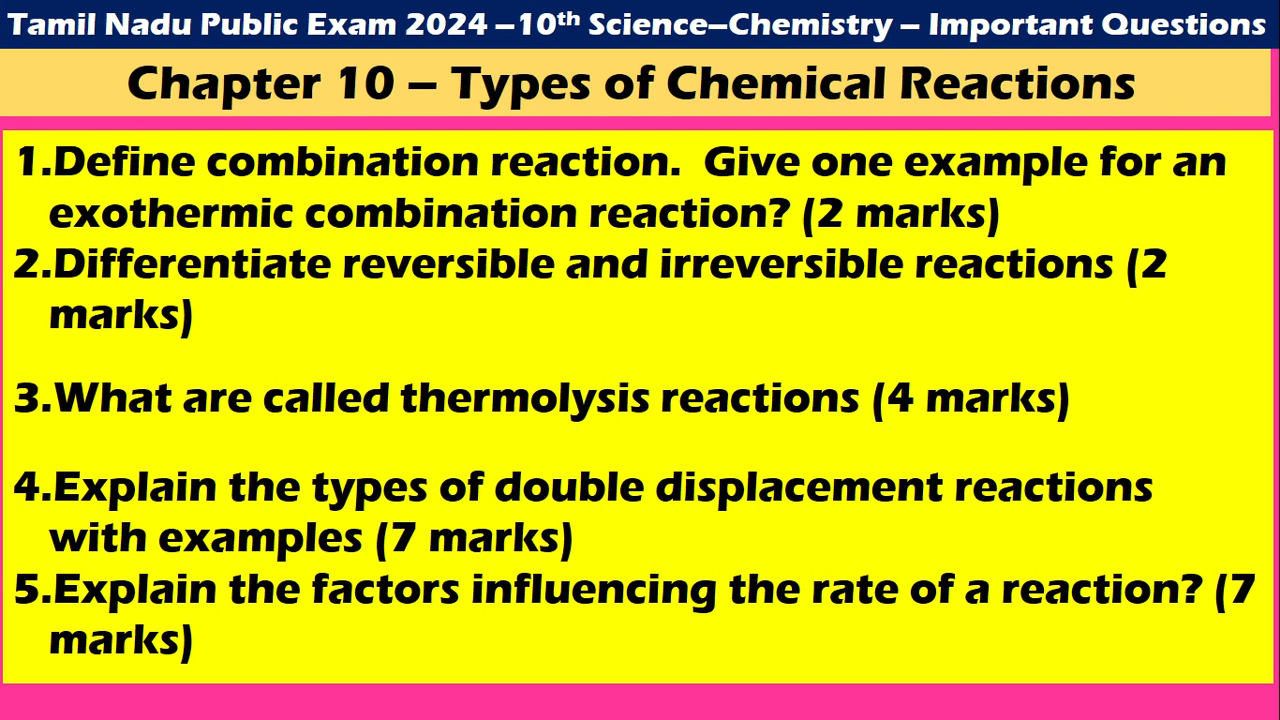 Tamil Nadu Public Exam 2024 –10th Science–Chemistry – Important Questions
Chapter 10 – Types of Chemical Reactions
1.Define combination reaction.  Give one example for an
exothermic combination reaction? (2 marks)
2.Differentiate reversible and irreversible reactions (2
marks)
3.What are called thermolysis reactions (4 marks)
4.Explain the types of double displacement reactions
with examples (7 marks)
5.Explain the factors influencing the rate of a reaction? (7
marks)